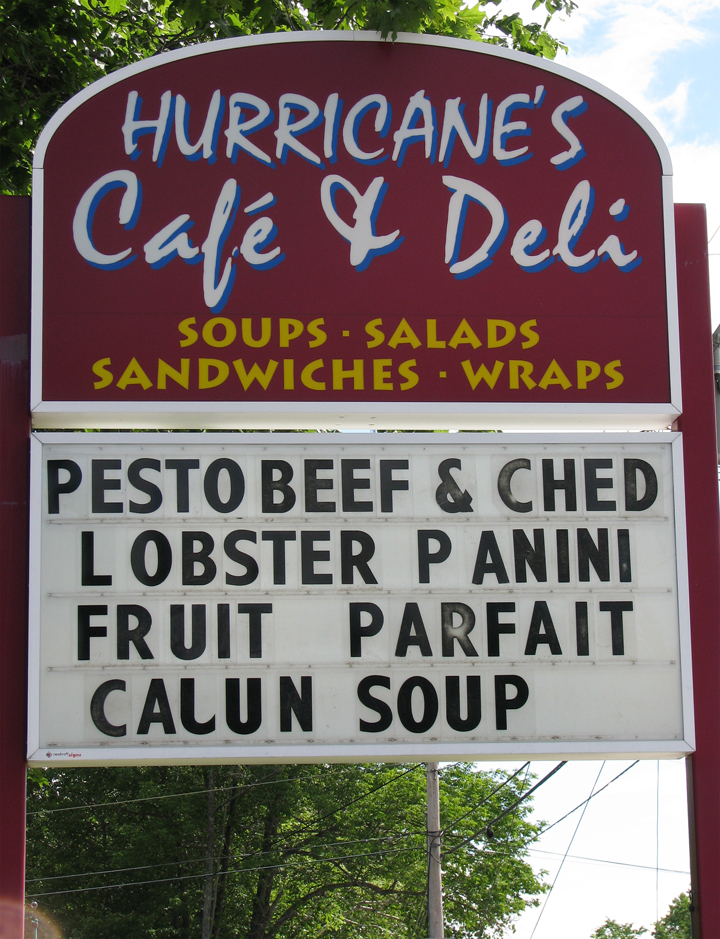 HURRICANE'S
Café & Deli
SOUPS · SALADS
SANDWICHES · WRAPS
PESTO BEEF & CHED
LOBSTER PANINI
FRUIT PARFAIT
CALUN SOUP